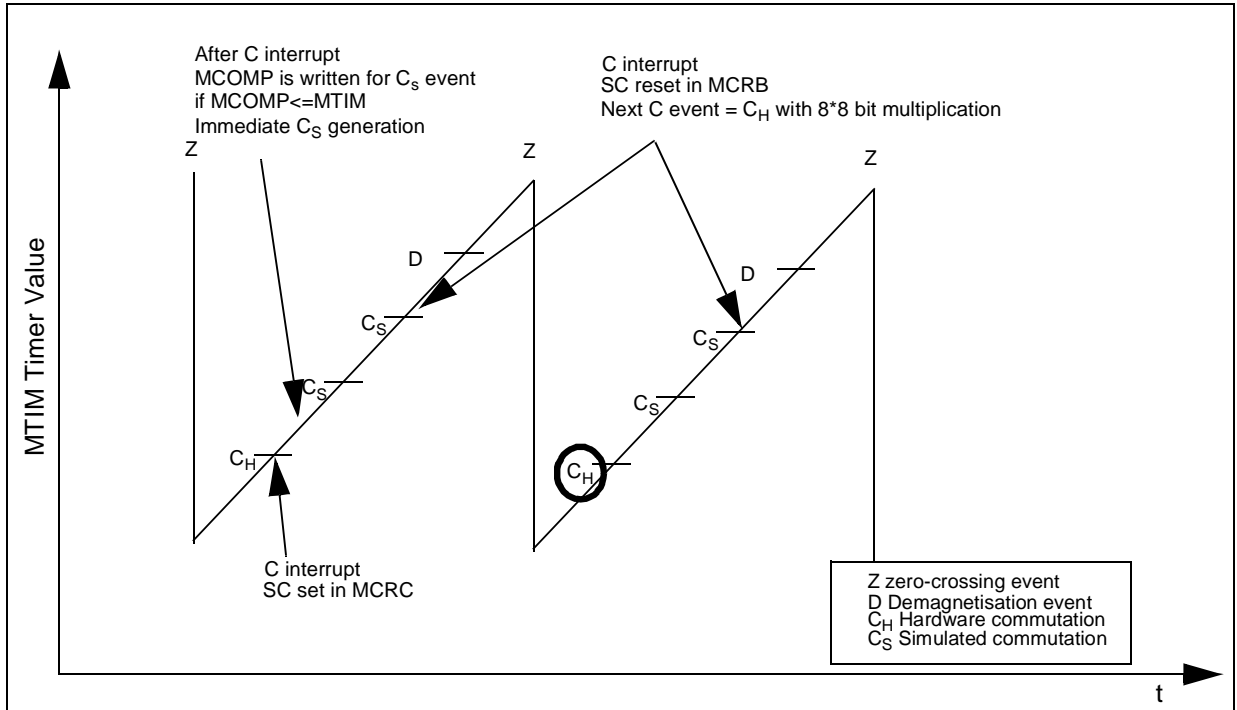 After C interrupt
MCOMP is written for Cs event
if MCOMP<=MTIM
Immediate CS generation
C interrupt
SC reset in MCRB
Next C event = CH with 8*8 bit multiplication
Z
Z
Z
D
D
CS
CS
CS
CS
CH
CH
MTIM Timer Value
C interrupt
SC set in MCRC
Z zero-crossing event
D Demagnetisation event
CH Hardware commutation
CS Simulated commutation
t